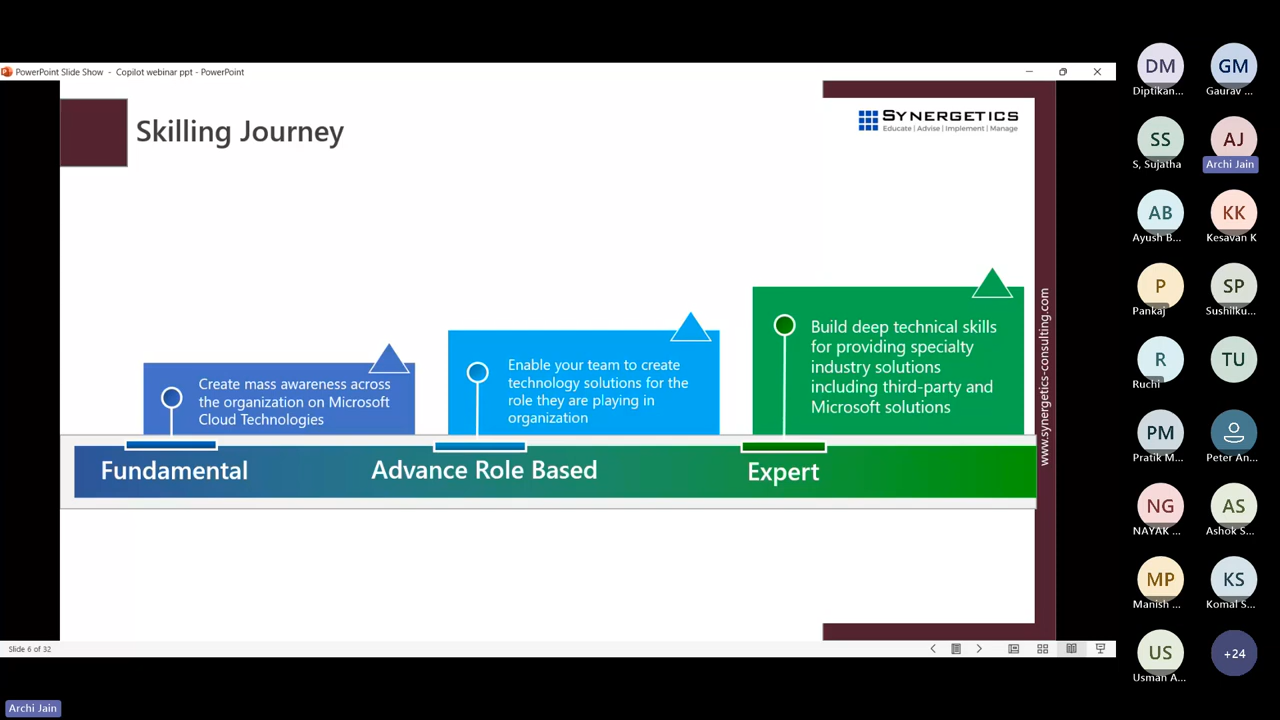 PowerPoint Slide Show - Copilot webinar ppt - PowerPoint
Skilling Journey
SYNERGETICS
Educate | Advise | Implement | Manage
Create mass awareness across
the organization on Microsoft
Cloud Technologies
Enable your team to create
technology solutions for the
role they are playing in
organization
Build deep technical skills
for providing specialty
industry solutions
including third-party and
Microsoft solutions
Fundamental
Advance Role Based
Expert
www.synergetics-consulting.com
Slide 6 of 32
DM
Diptikan...
GM
Gaurav ...
SS
S, Sujatha
AJ
Archi Jain
AB
Ayush B...
KK
Kesavan K
P
Pankaj
SP
Sushilku...
R
Ruchi
TU
PM
Pratik M...
Peter An...
NG
NAYAK ...
AS
Ashok S...
MP
Manish ...
KS
Komal S...
US
Usman A...
+24
Archi Jain